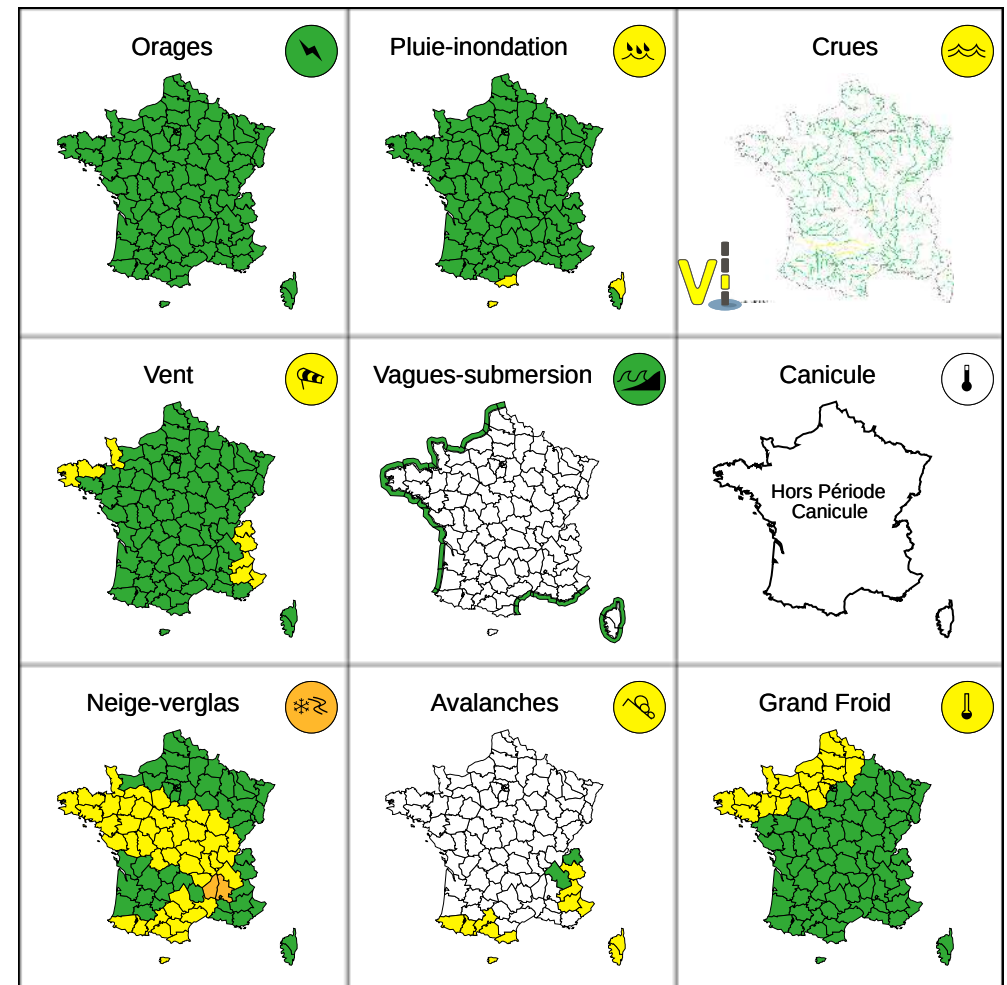 Orages
Pluie-inondation
Crues
Vent
Vagues-submersion
Canicule
Hors Période
Canicule
Neige-verglas
Avalanches
Grand Froid